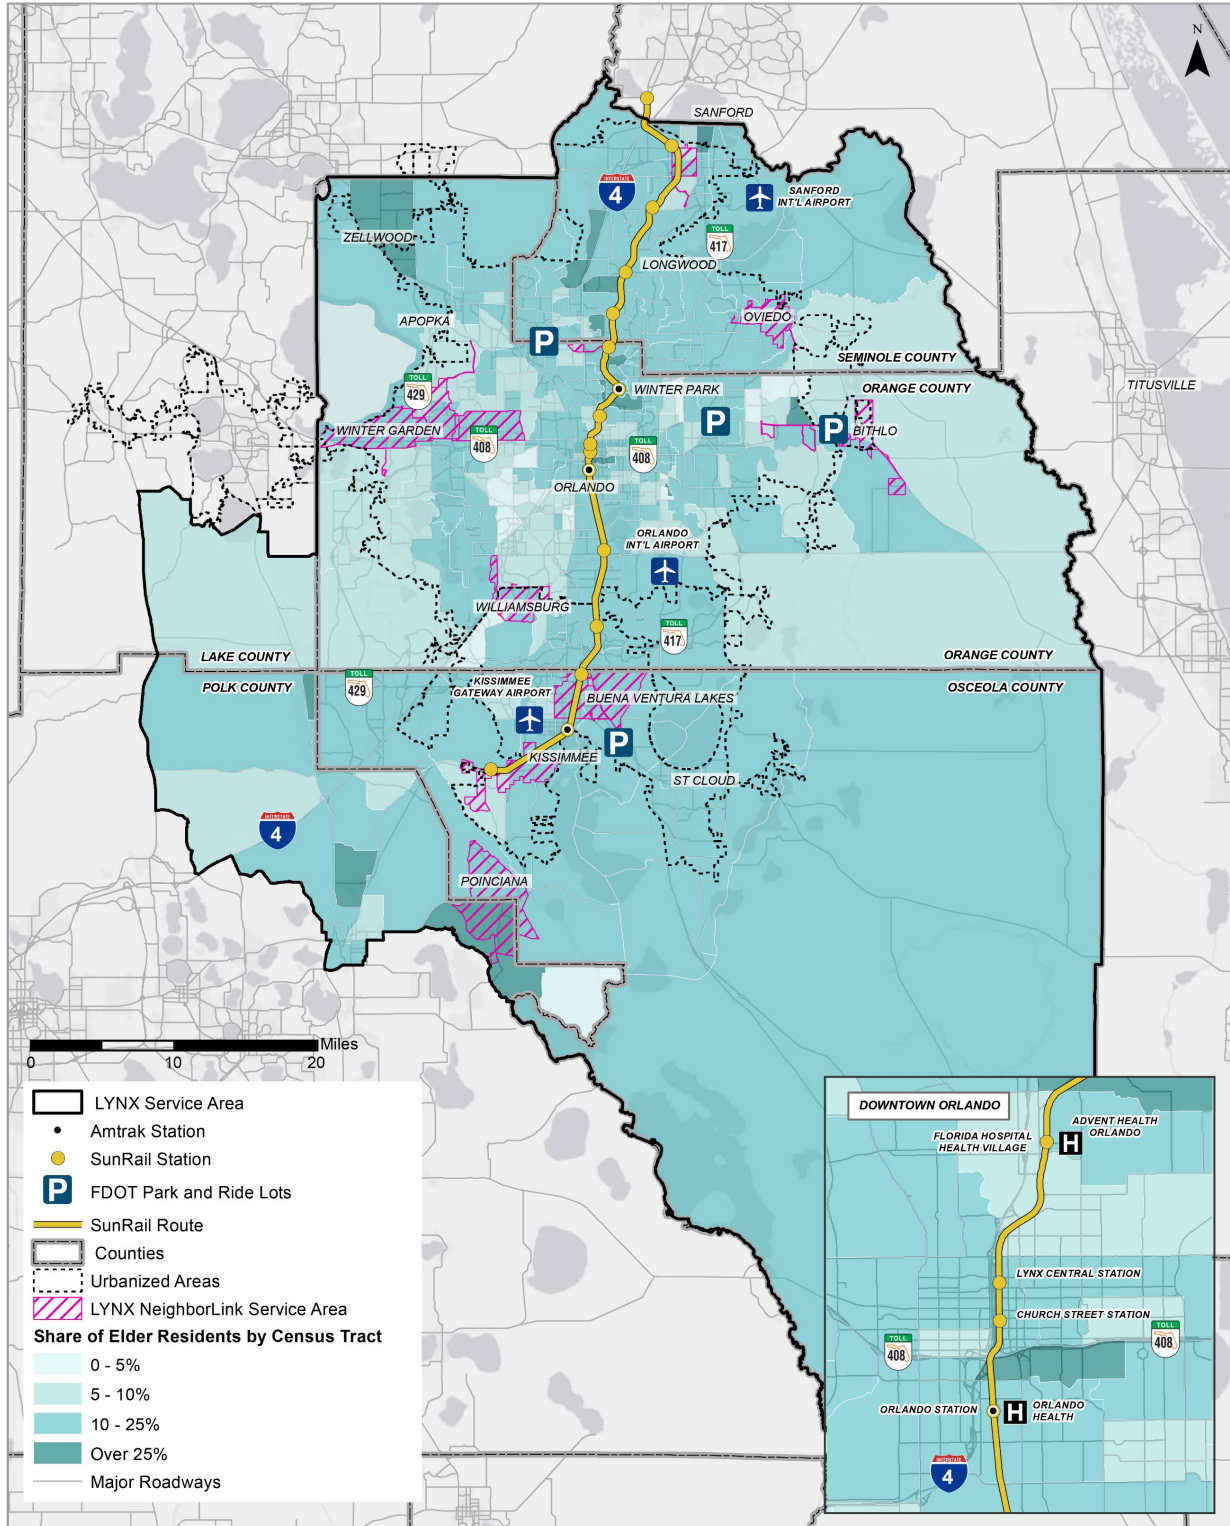 N
SANFORD
INTERSTATE
4
SANFORD
INT'L AIRPORT
ZELLWOOD
TOLL
417
LONGWOOD
OVIEDO
APOPKA
P
SEMINOLE COUNTY
ORANGE COUNTY
TITUSVILLE
TOLL
429
WINTER PARK
P
P
BITHLO
WINTER GARDEN
TOLL
408
TOLL
408
ORLANDO
ORLANDO
INT'L AIRPORT
WILLIAMSBURG
TOLL
417
LAKE COUNTY
ORANGE COUNTY
POLK COUNTY
TOLL
429
KISSIMMEE
GATEWAY AIRPORT
BUENA VENTURA LAKES
OSCEOLA COUNTY
P
KISSIMMEE
ST CLOUD
INTERSTATE
4
POINCIANA
Miles
0
10
20
LYNX Service Area
Amtrak Station
SunRail Station
P
FDOT Park and Ride Lots
SunRail Route
Counties
Urbanized Areas
LYNX NeighborLink Service Area
Share of Elder Residents by Census Tract
0 - 5%
5 - 10%
10 - 25%
Over 25%
Major Roadways
DOWNTOWN ORLANDO
FLORIDA HOSPITAL
HEALTH VILLAGE
H
ADVENT HEALTH
ORLANDO
LYNX CENTRAL STATION
CHURCH STREET STATION
TOLL
408
TOLL
408
ORLANDO STATION
H
ORLANDO
HEALTH
INTERSTATE
4